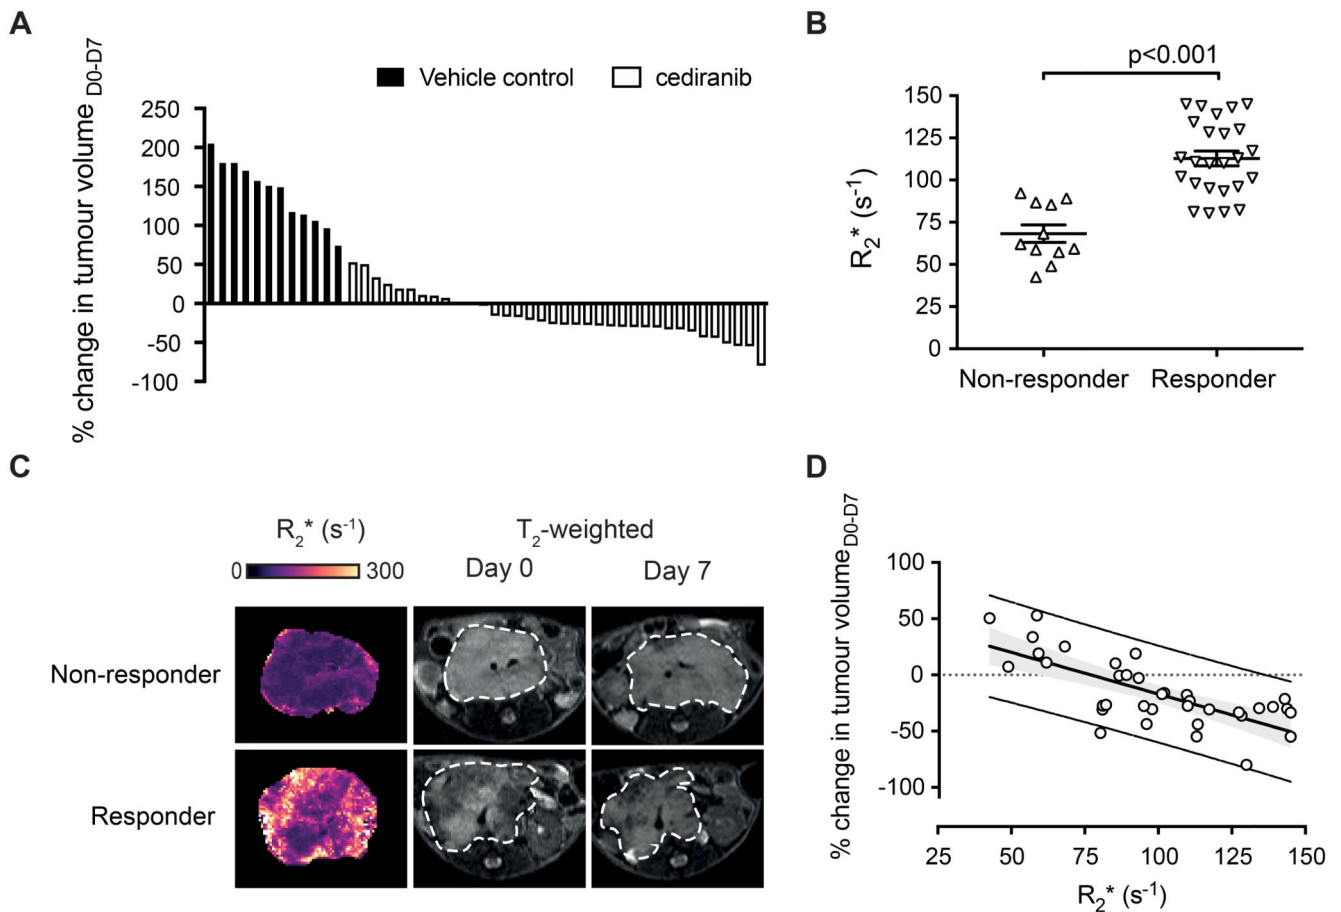 A
% change in tumour volume D0-D7
Vehicle control
cediranib
250
200
150
100
50
0
-50
-100
B
p<0.001
R2* (s-1)
150
125
100
75
50
25
0
Non-responder
Responder
C
R2* (s-1)
T2-weighted
0
300
Day 0
Day 7
Non-responder
Responder
D
% change in tumour volume D0-D7
100
50
0
-50
-100
25
50
75
100
125
150
R2* (s-1)